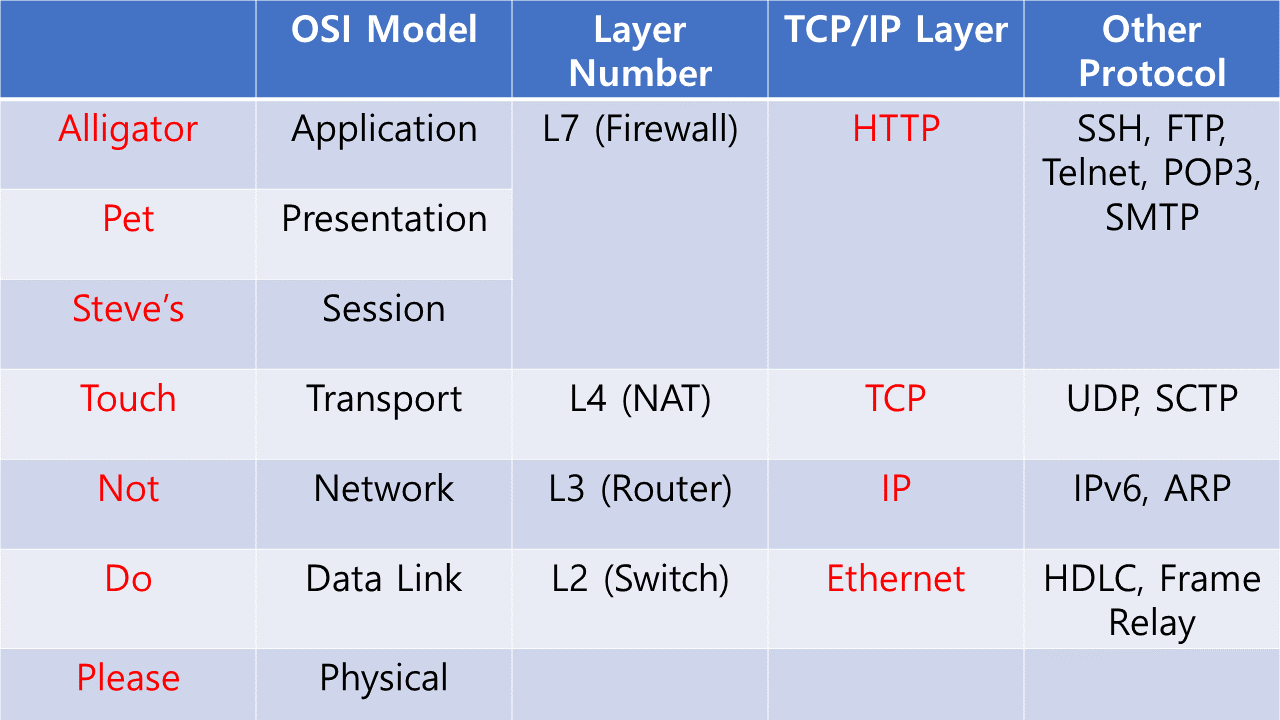 OSI Model
Layer
Number
TCP/IP Layer
Other
Protocol
Alligator
Application
L7 (Firewall)
HTTP
SSH, FTP,
Telnet, POP3,
SMTP
Pet
Presentation
Steve’s
Session
Touch
Transport
L4 (NAT)
TCP
UDP, SCTP
Not
Network
L3 (Router)
IP
IPv6, ARP
Do
Data Link
L2 (Switch)
Ethernet
HDLC, Frame
Relay
Please
Physical